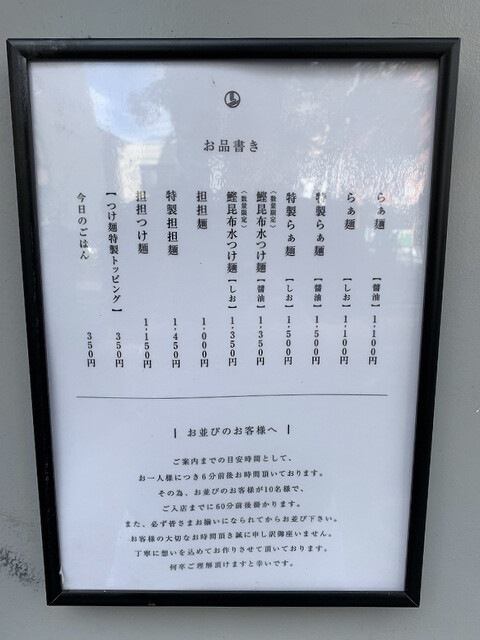 お品書き
らぁ麺【醤油】1,100円
らぁ麺【しお】1,100円
特製らぁ麺【醤油】1,500円
特製らぁ麺【しお】1,500円
(数量限定)
鰹昆布水つけ麺【醤油】1,350円
(数量限定)
鰹昆布水つけ麺【しお】1,350円
担担麺 1,000円
特製担担麺 1,450円
担担つけ麺 1,150円
【つけ麺特製トッピング】350円
今日のごはん 350円
| お並びのお客様へ |
ご案内までの目安時間として、
お一人様につき6分前後お時間頂いております。
その為、お並びのお客様が10名様で、
ご入店までに60分前後掛かります。
また、必ず皆さまお揃いになられてからお並び下さい。
お客様の大切なお時間頂き誠に申し訳御座いません。
丁寧に想いを込めてお作りさせて頂いております。
何卒ご理解頂けますと幸いです。